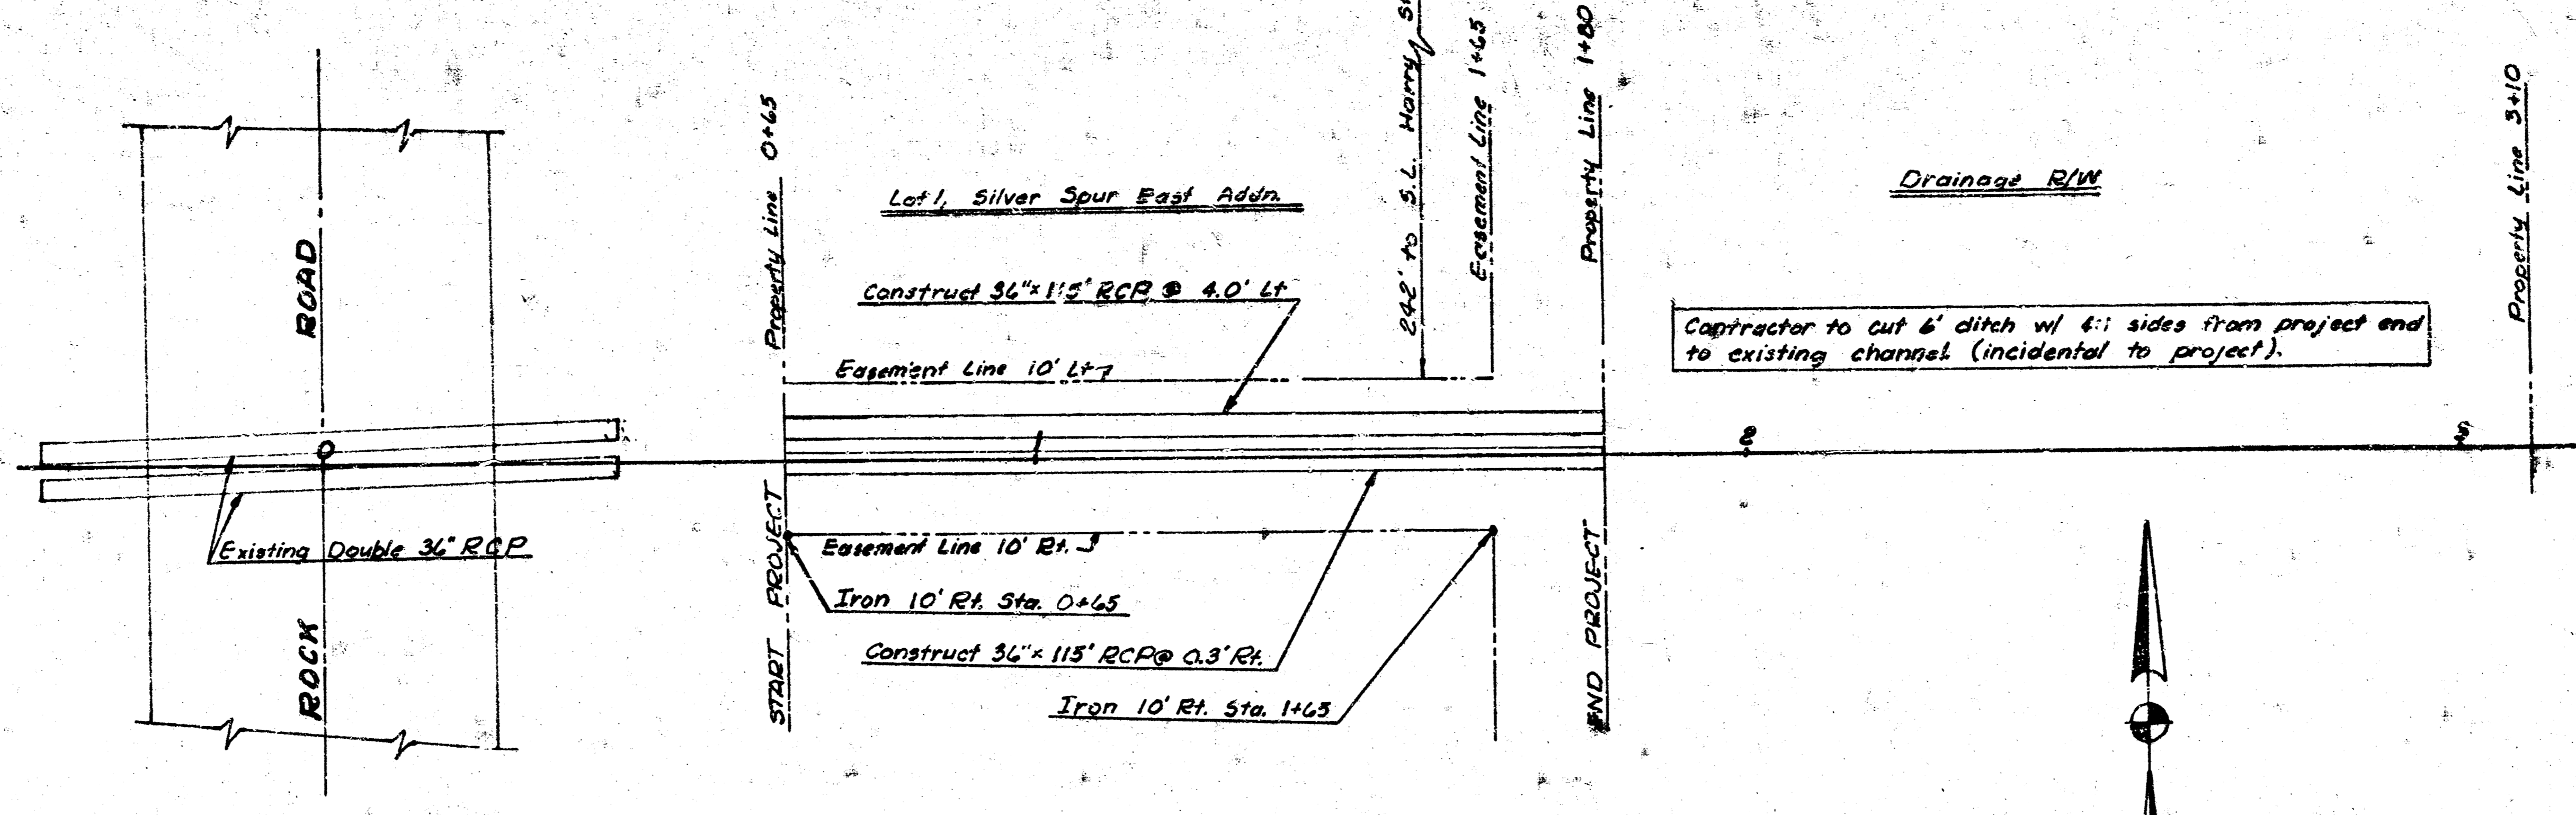 ROCK ROAD
Existing Double 36" RCP
Property Line 0+65
START PROJECT
Lot 1, Silver Spur East Addn.
Construct 36"x 115' RCP @ 4.0' Lt
Easement Line 10' Lt
Easement Line 10' Rt.
Iron 10' Rt. Sta. 0+65
Construct 36"x 115' RCP@ 0.3' Rt.
Iron 10' Rt. Sta. 1+65
242' to S.L. Harry
Easement Line 1+65
Property Line 1+80
END PROJECT
Drainage R/W
Contractor to cut 6' ditch w/ 4:1 sides from project end
to existing channel (incidental to project).
Property Line 3+10
0
2